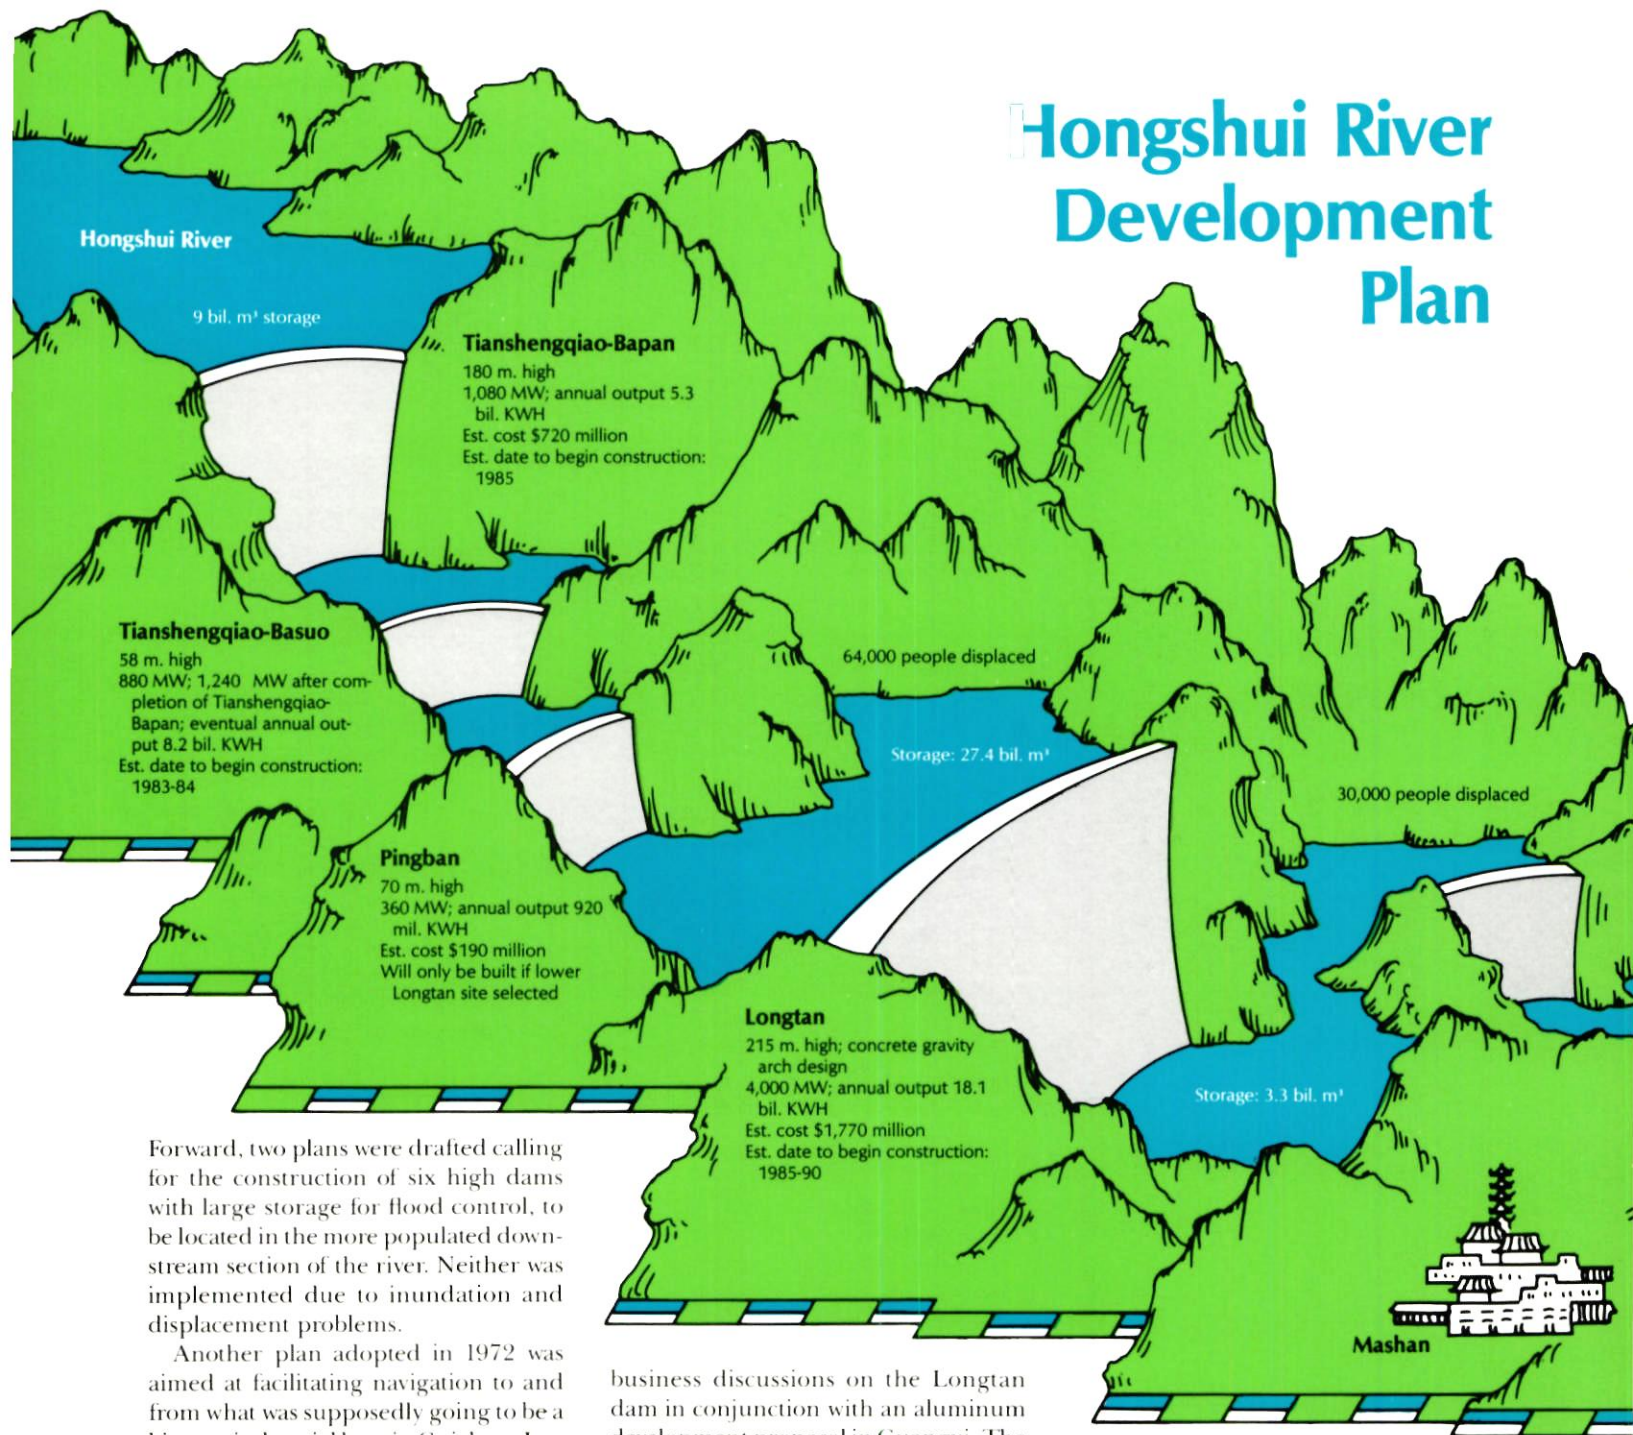 Hongshui River
Development
Plan
Hongshui River
9 bil. m³ storage
Tianshengqiao-Bapan
180 m. high
1,080 MW; annual output 5.3
bil. KWH
Est. cost $720 million
Est. date to begin construction:
1985
Tianshengqiao-Basuo
58 m. high
880 MW; 1,240 MW after com-
pletion of Tianshengqiao-
Bapan; eventual annual out-
put 8.2 bil. KWH
Est. date to begin construction:
1983-84
64,000 people displaced
Storage: 27.4 bil. m³
30,000 people displaced
Pingban
70 m. high
360 MW; annual output 920
mil. KWH
Est. cost $190 million
Will only be built if lower
Longtan site selected
Longtan
215 m. high; concrete gravity
arch design
4,000 MW; annual output 18.1
bil. KWH
Est. cost $1,770 million
Est. date to begin construction:
1985-90
Storage: 3.3 bil. m³
Mashan
Forward, two plans were drafted calling
for the construction of six high dams
with large storage for flood control, to
be located in the more populated down-
stream section of the river. Neither was
implemented due to inundation and
displacement problems.
Another plan adopted in 1972 was
aimed at facilitating navigation to and
from what was supposedly going to be a
business discussions on the Longtan
dam in conjunction with an aluminum